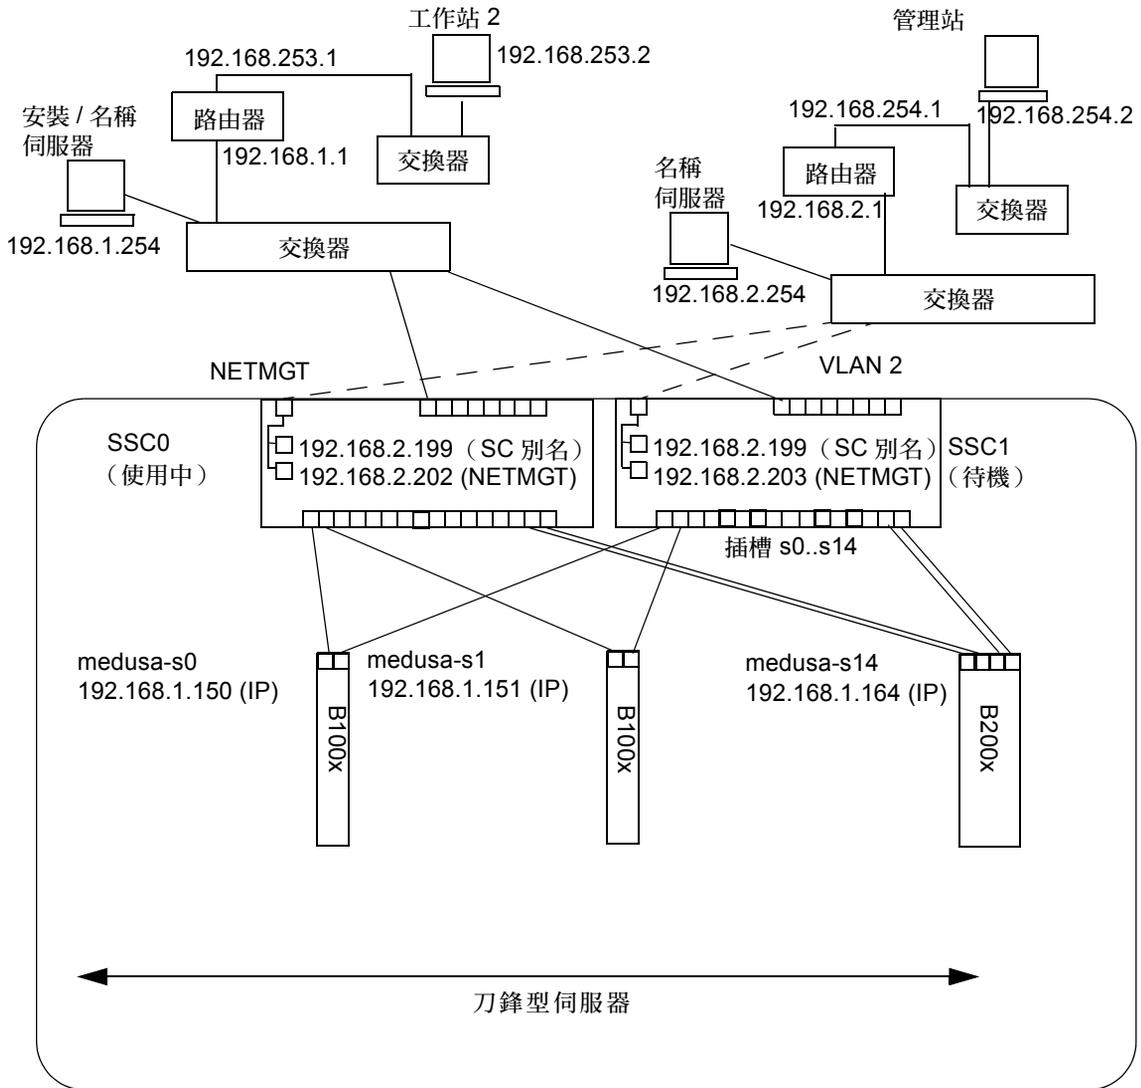 工作站 2
192.168.253.1
192.168.253.2
安裝 / 名稱
伺服器
路由器
192.168.1.1
交換器
192.168.1.254
交換器
管理站
192.168.254.1
192.168.254.2
名稱
伺服器
路由器
192.168.2.1
交換器
192.168.2.254
交換器
NETMGT
VLAN 2
SSC0
（使用中）
192.168.2.199（SC 別名）
192.168.2.202 (NETMGT)
192.168.2.199（SC 別名）
192.168.2.203 (NETMGT)
SSC1
（待機）
插槽 s0..s14
medusa-s0
192.168.1.150 (IP)
B100x
medusa-s1
192.168.1.151 (IP)
B100x
medusa-s14
192.168.1.164 (IP)
B200x
刀鋒型伺服器